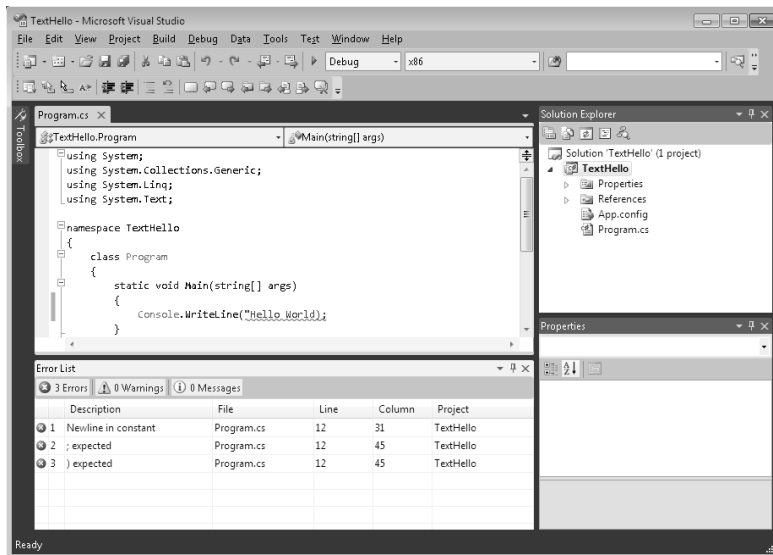 TextHello - Microsoft Visual Studio
File Edit View Project Build Debug Data Tools Test Window Help
Debug x86
Toolbox
Program.cs
TextHello.Program Main(string[] args)
using System;
using System.Collections.Generic;
using System.Linq;
using System.Text;
namespace TextHello
{
class Program
{
static void Main(string[] args)
{
Console.WriteLine("Hello World);
}
Solution Explorer
Solution 'TextHello' (1 project)
TextHello
Properties
References
App.config
Program.cs
Properties
Error List
3 Errors 0 Warnings 0 Messages
Description File Line Column Project
1 Newline in constant Program.cs 12 31 TextHello
2 ; expected Program.cs 12 45 TextHello
3 ) expected Program.cs 12 45 TextHello
Ready